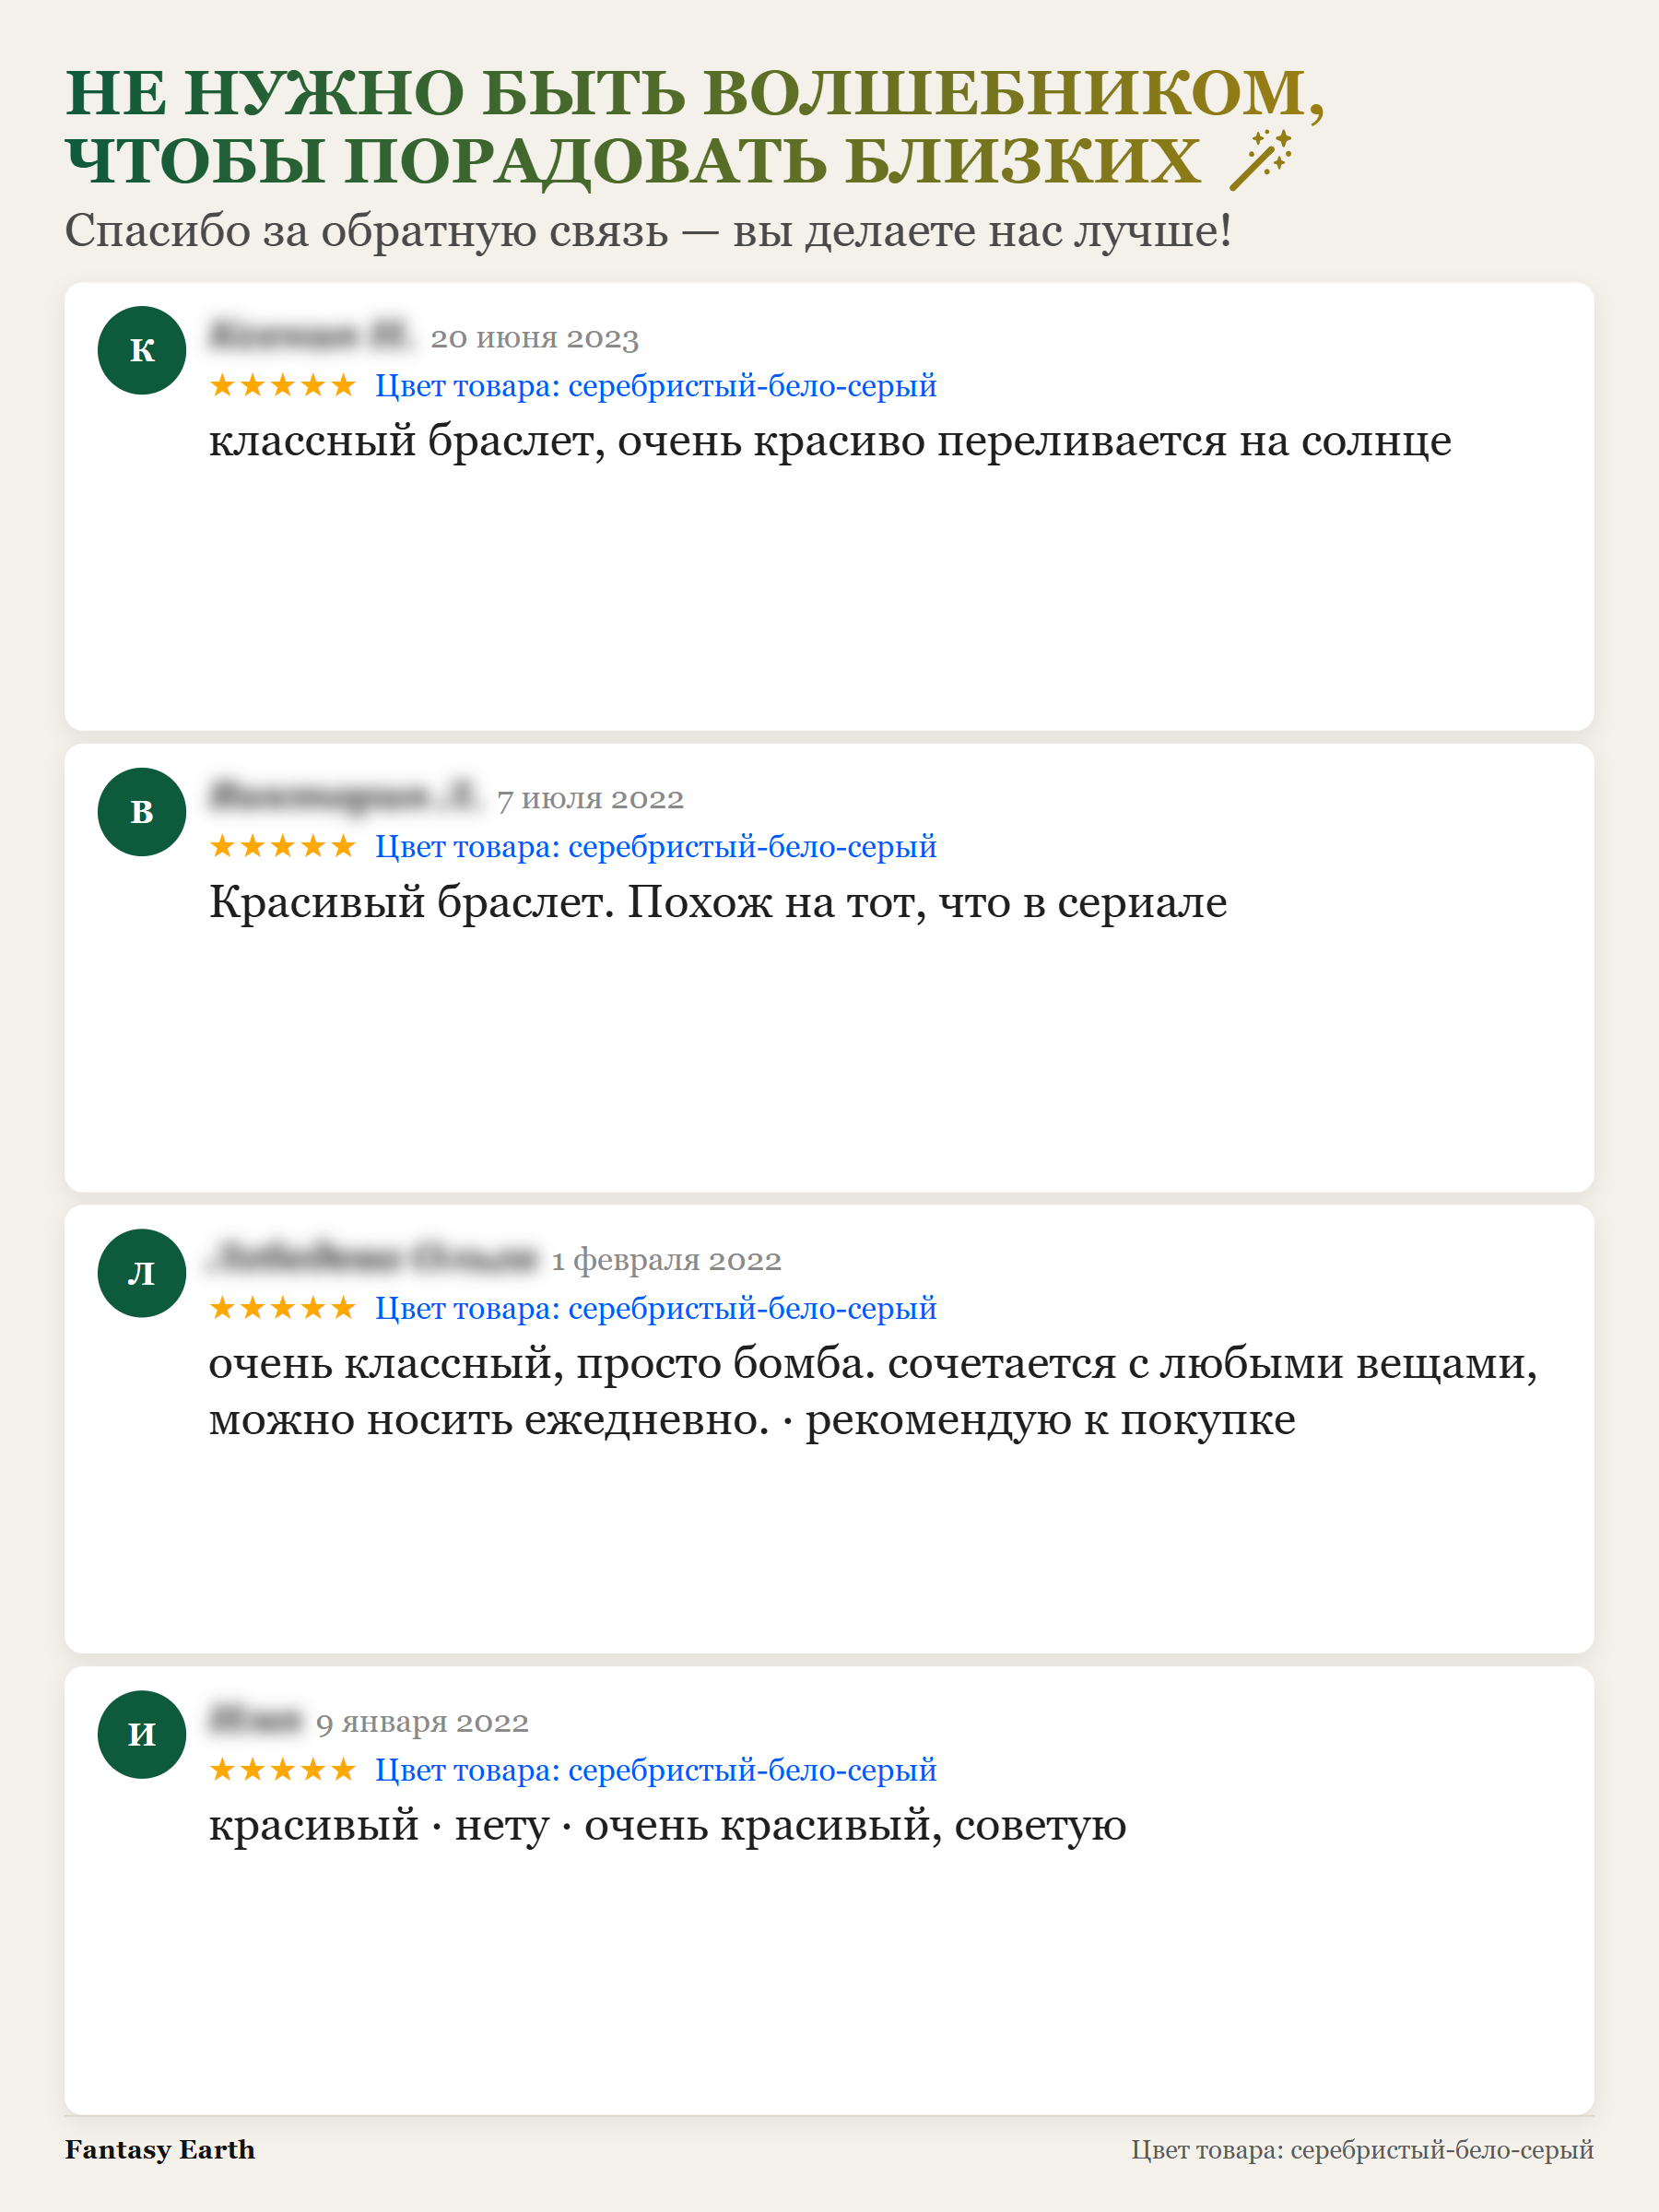 НЕ НУЖНО БЫТЬ ВОЛШЕБНИКОМ,
ЧТОБЫ ПОРАДОВАТЬ БЛИЗКИХ
Спасибо за обратную связь — вы делаете нас лучше!
К
20 июня 2023
★★★★★ Цвет товара: серебристый-бело-серый
классный браслет, очень красиво переливается на солнце
В
7 июля 2022
★★★★★ Цвет товара: серебристый-бело-серый
Красивый браслет. Похож на тот, что в сериале
Л
1 февраля 2022
★★★★★ Цвет товара: серебристый-бело-серый
очень классный, просто бомба. сочетается с любыми вещами,
можно носить ежедневно. · рекомендую к покупке
И
9 января 2022
★★★★★ Цвет товара: серебристый-бело-серый
красивый · нету · очень красивый, советую
Fantasy Earth
Цвет товара: серебристый-бело-серый